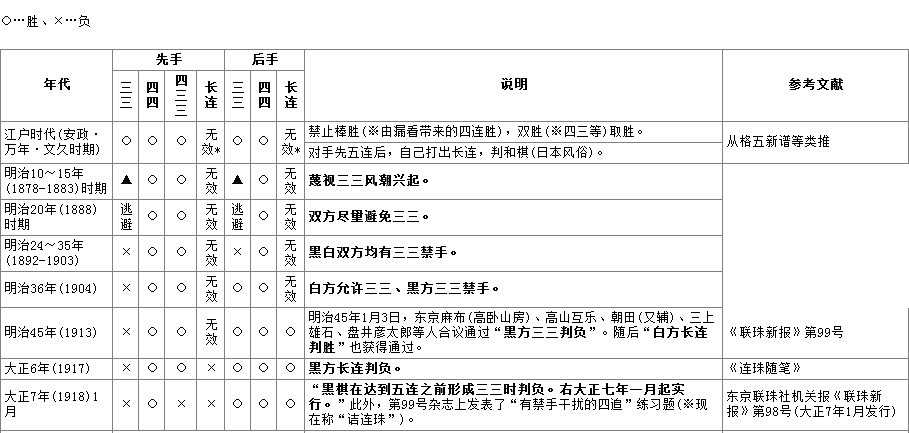 ○…胜、×…负
年代 先手 后手 说明 参考文献
三三 四四 四三三 长连 三三 四四 长连
江户时代(安政・万年・文久时期) ○ ○ ○ 无效* ○ ○ 无效* 禁止棒胜(※由漏看带来的四连胜)，双胜(※四三等)取胜。 从格五新谱等类推
对手先五连后，自己打出长连，判和棋(日本风俗)。
明治10～15年(1878-1883)时期 ▲ ○ ○ 无效 ▲ ○ 无效 蔑视三三风潮兴起。
明治20年(1888)时期 逃避 ○ ○ 无效 逃避 ○ 无效 双方尽量避免三三。
明治24～35年(1892-1903) × ○ ○ 无效 × ○ 无效 黑白双方均有三三禁手。
明治36年(1904) × ○ ○ 无效 ○ ○ 无效 白方允许三三、黑方三三禁手。
明治45年(1913) × ○ ○ 无效 ○ ○ ○ 明治45年1月3日，东京麻布(高卧山房)、高山互乐、朝田(又辅)、三上
雄石、盘井彦太郎等人合议通过“黑方三三判负”。随后“白方长连
判胜”也获得通过。 《联珠新报》第99号
大正6年(1917) × ○ ○ × ○ ○ ○ 黑方长连判负。 《连珠随笔》
大正7年(1918)1月 × ○ × × ○ ○ ○ “黑棋在达到五连之前形成三三时判负。右大正七年一月起实
行。”此外，第99号杂志上发表了“有禁手干扰的四追”练习题(※现
在称“诘连珠”)。 东京联珠社机关报《联珠新
报》第98号(大正7年1月发行)